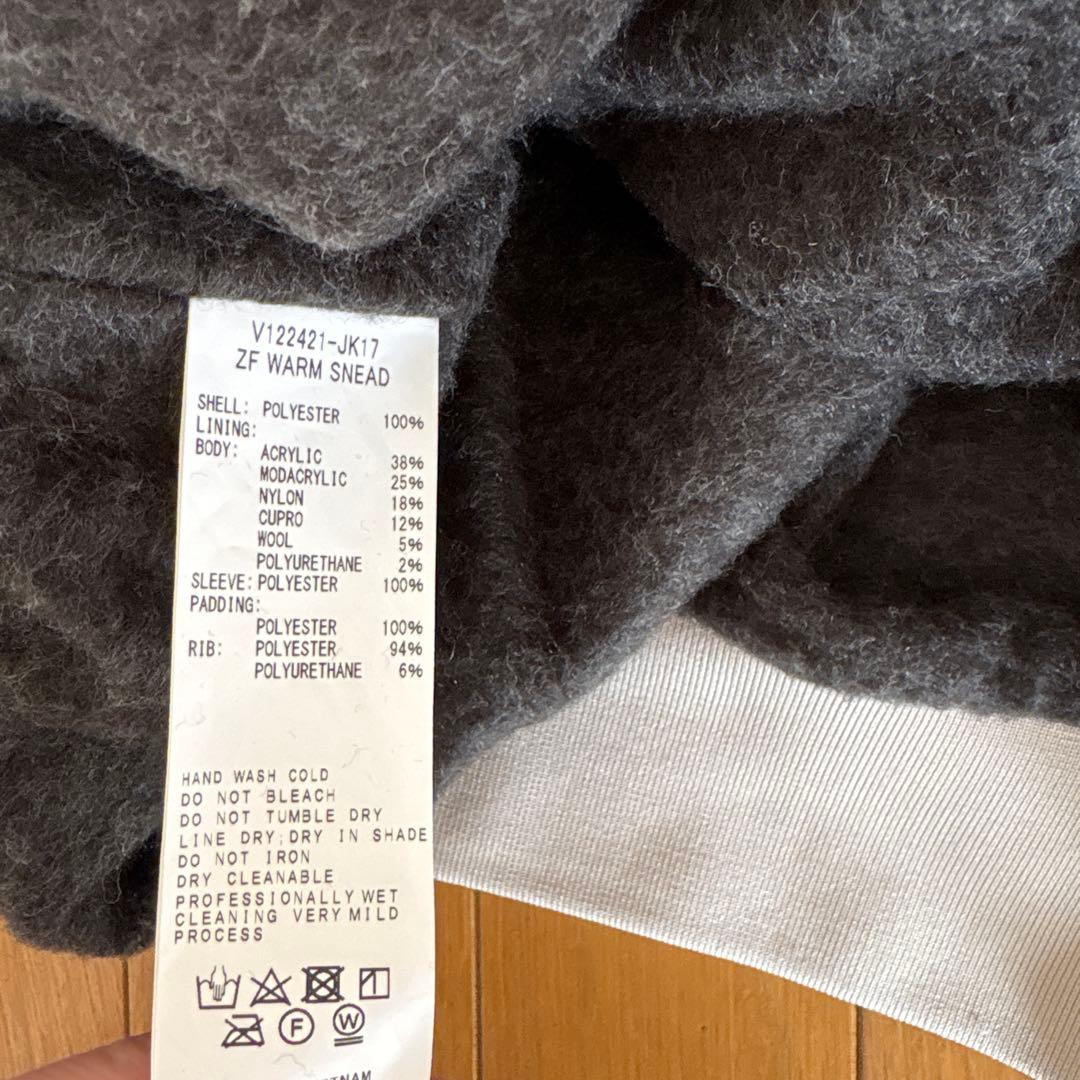 V122421-JK17
ZF WARM SNEAD
SHELL: POLYESTER 100%
LINING:
BODY: ACRYLIC 38%
MODACRYLIC 25%
NYLON 18%
CUPRO 12%
WOOL 5%
POLYURETHANE 2%
SLEEVE: POLYESTER 100%
PADDING:
POLYESTER 100%
RIB: POLYESTER 94%
POLYURETHANE 6%
HAND WASH COLD
DO NOT BLEACH
DO NOT TUMBLE DRY
LINE DRY;DRY IN SHADE
DO NOT IRON
DRY CLEANABLE
PROFESSIONALLY WET
CLEANING VERY MILD
PROCESS
F W